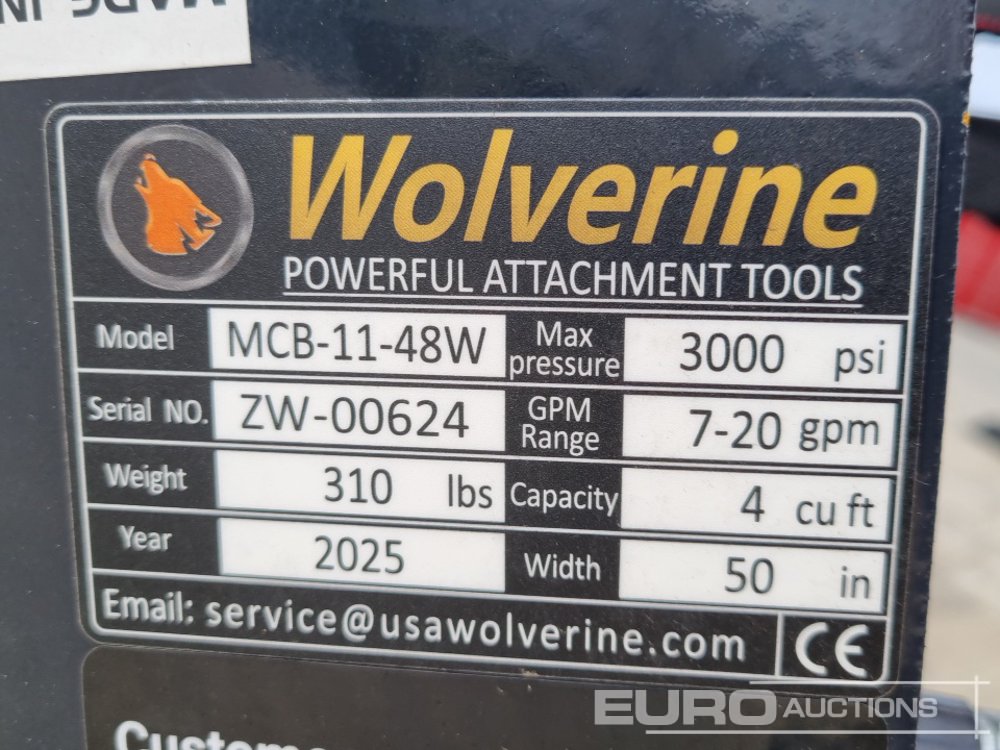 MADE IN
Wolverine
POWERFUL ATTACHMENT TOOLS
Model MCB-11-48W Max pressure 3000 psi
Serial NO. ZW-00624 GPM Range 7-20 gpm
Weight 310 lbs Capacity 4 cu ft
Year 2025 Width 50 in
Email: service@usawolverine.com CE
EURO AUCTIONS